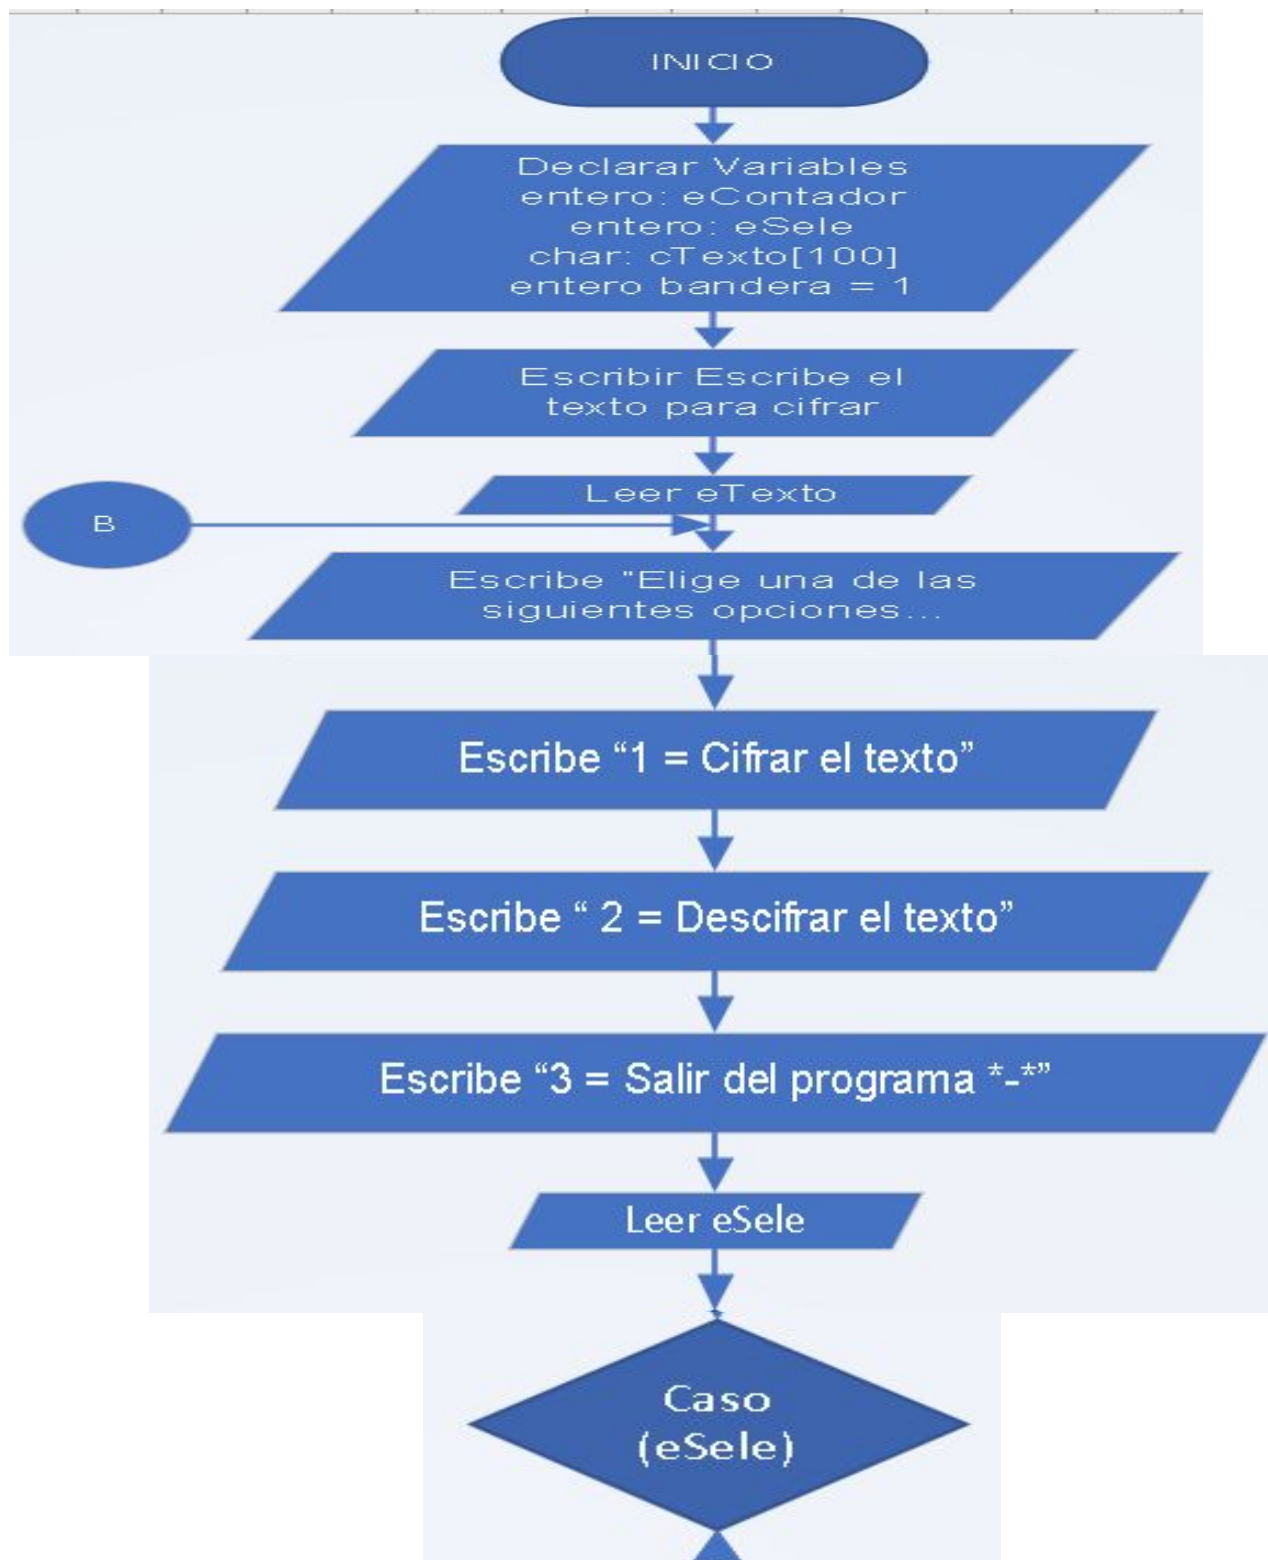 INICIO
Declarar Variables
entero: eContador
entero: eSele
char: cTexto[100]
entero bandera = 1
Escribir Escribe el
texto para cifrar
Leer eTexto
B
Escribe "Elige una de las
siguientes opciones...
Escribe “1 = Cifrar el texto”
Escribe “ 2 = Descifrar el texto”
Escribe “3 = Salir del programa *-*”
Leer eSele
Caso
(eSele)